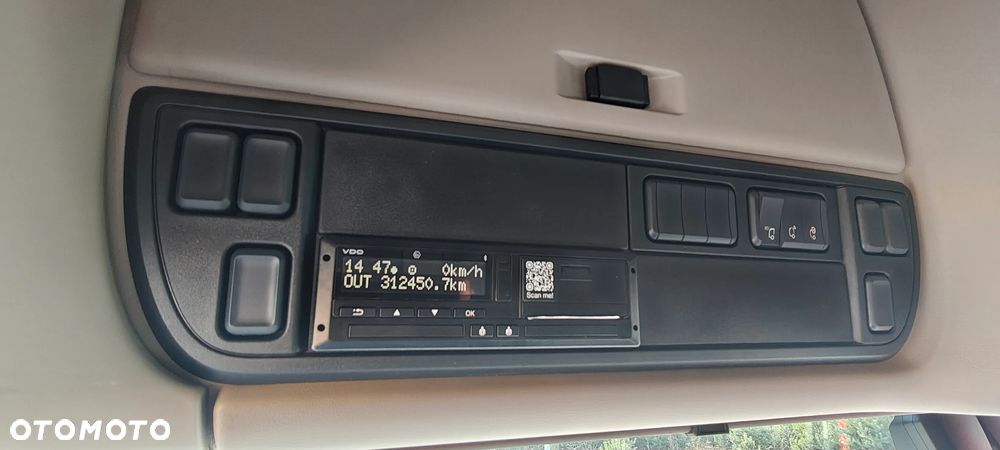 VDO
14 47 0km/h
OUT 312450.7km
OK
Scan me!
OTOMOTO